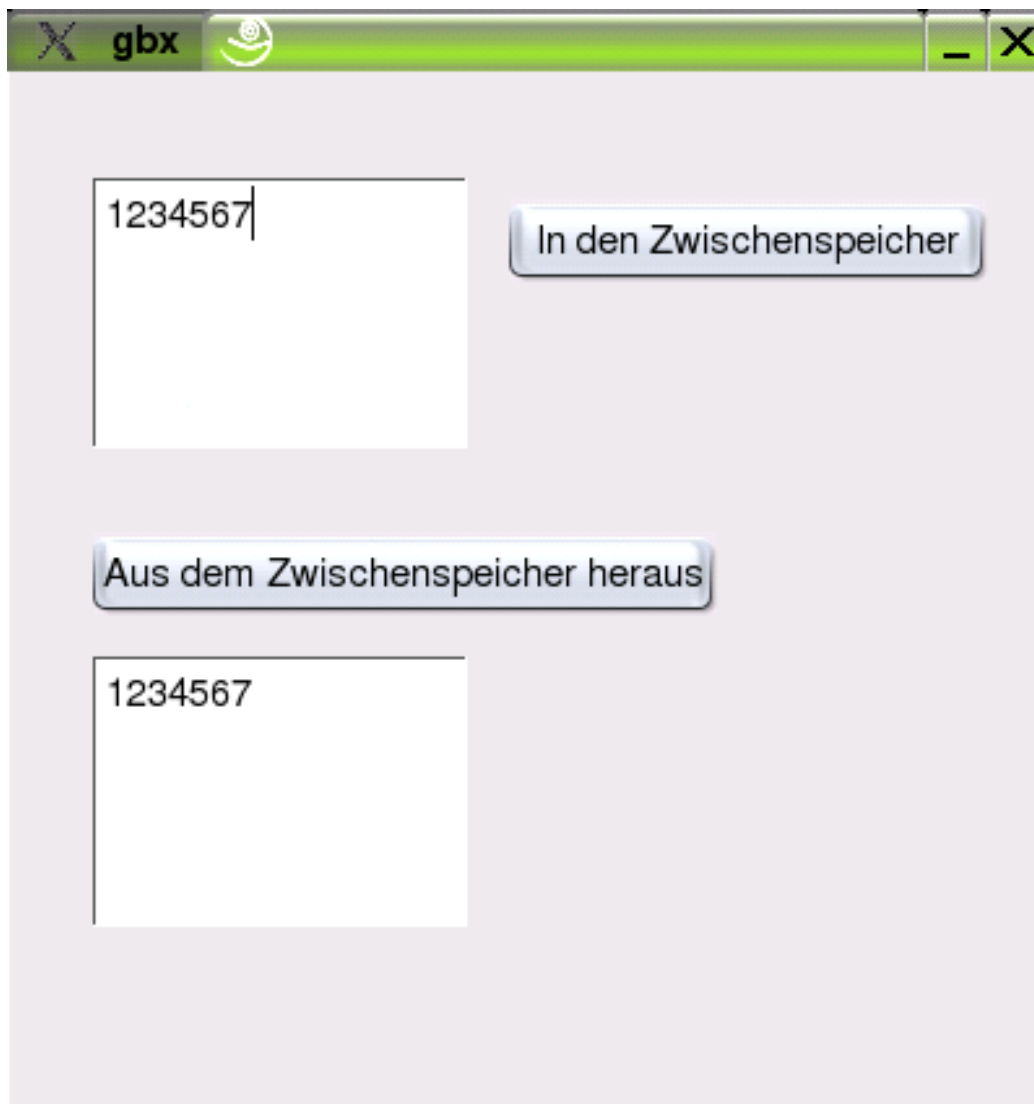 gbx
1234567
In den Zwischenspeicher
Aus dem Zwischenspeicher heraus
1234567